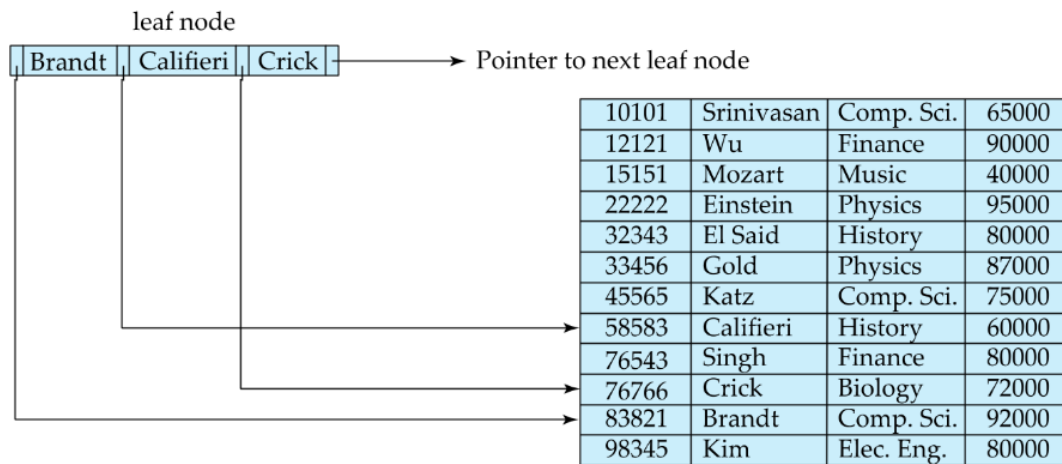 leaf node
Brandt Califieri Crick Pointer to next leaf node
10101 Srinivasan Comp. Sci. 65000
12121 Wu Finance 90000
15151 Mozart Music 40000
22222 Einstein Physics 95000
32343 El Said History 80000
33456 Gold Physics 87000
45565 Katz Comp. Sci. 75000
58583 Califieri History 60000
76543 Singh Finance 80000
76766 Crick Biology 72000
83821 Brandt Comp. Sci. 92000
98345 Kim Elec. Eng. 80000